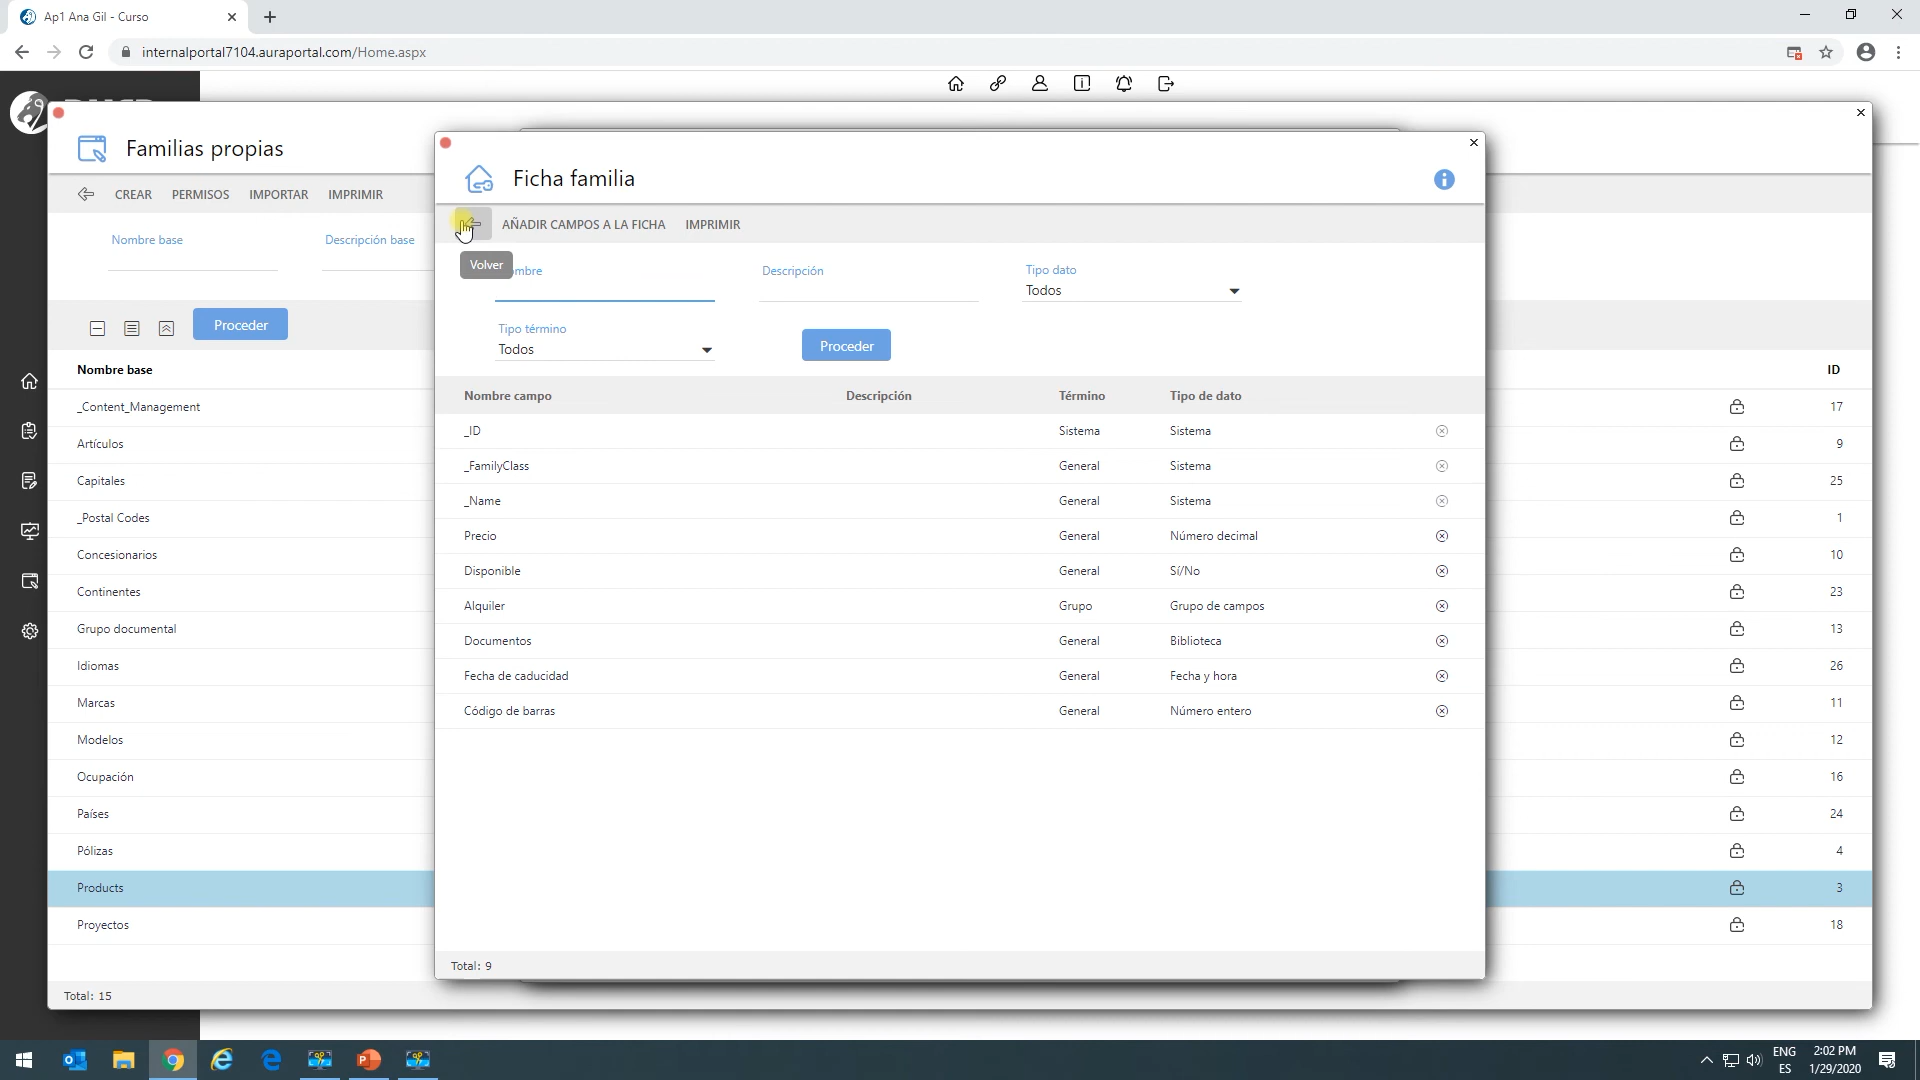 Ap1 Ana Gil - Curso
internalportal7104.auraportal.com/Home.aspx
Familias propias
CREAR PERMISOS IMPORTAR IMPRIMIR
Nombre base Descripción base
Proceder
Nombre base ID
_Content_Management 17
Artículos 9
Capitales 25
_Postal Codes 1
Concesionarios 10
Continentes 23
Grupo documental 13
Idiomas 26
Marcas 11
Modelos 12
Ocupación 16
Países 24
Pólizas 4
Products 3
Proyectos 18
Total: 15
Ficha familia
AÑADIR CAMPOS A LA FICHA IMPRIMIR
Volver
Descripción Tipo dato
Todos
Tipo término
Todos
Proceder
Nombre campo Descripción Término Tipo de dato
_ID Sistema Sistema
_FamilyClass General Sistema
_Name General Sistema
Precio General Número decimal
Disponible General Sí/No
Alquiler Grupo Grupo de campos
Documentos General Biblioteca
Fecha de caducidad General Fecha y hora
Código de barras General Número entero
Total: 9
ENG 2:02 PM
ES 1/29/2020